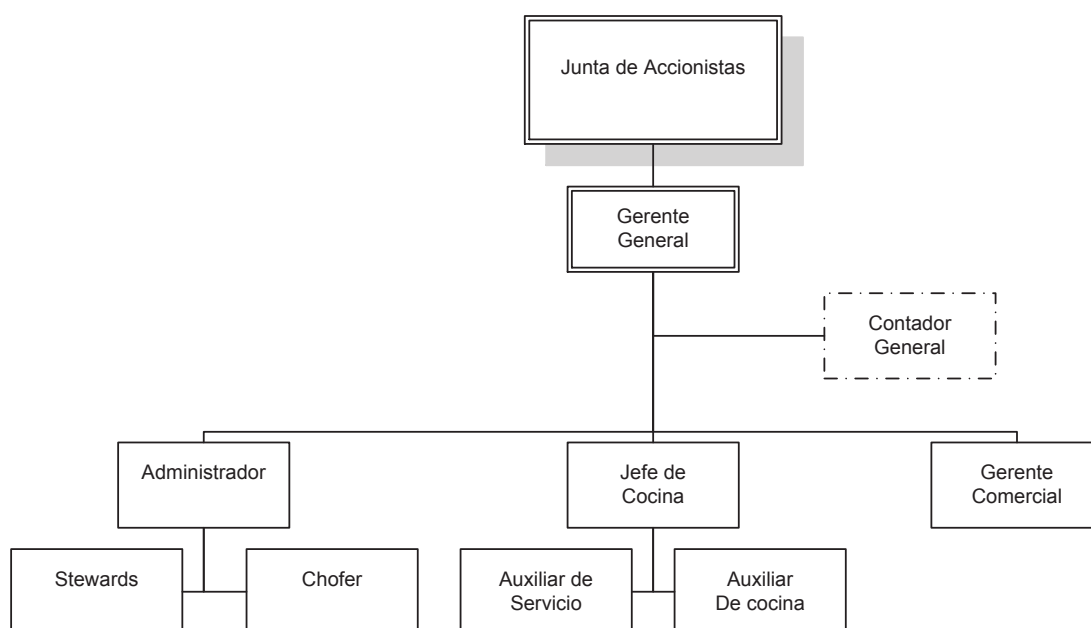 Junta de Accionistas
Gerente
General
Contador
General
Administrador
Jefe de
Cocina
Gerente
Comercial
Stewards
Chofer
Auxiliar de
Servicio
Auxiliar
De cocina